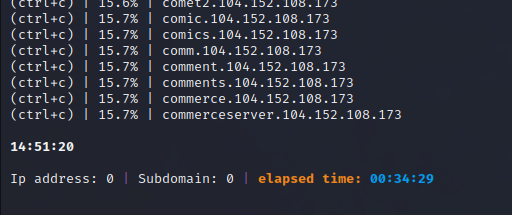 (ctrl+c) | 15.6% | comet2.104.152.108.173
(ctrl+c) | 15.7% | comic.104.152.108.173
(ctrl+c) | 15.7% | comics.104.152.108.173
(ctrl+c) | 15.7% | comm.104.152.108.173
(ctrl+c) | 15.7% | comment.104.152.108.173
(ctrl+c) | 15.7% | comments.104.152.108.173
(ctrl+c) | 15.7% | commerce.104.152.108.173
(ctrl+c) | 15.7% | commerceserver.104.152.108.173
14:51:20
Ip address: 0 | Subdomain: 0 | elapsed time: 00:34:29